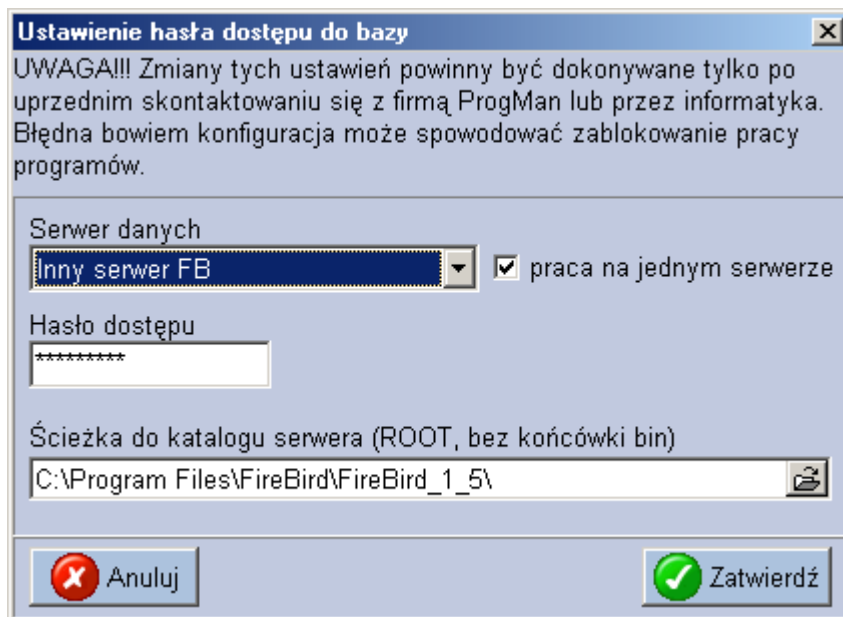 Ustawienie hasła dostępu do bazy
UWAGA!!! Zmiany tych ustawień powinny być dokonywane tylko po
uprzednim skontaktowaniu się z firmą ProgMan lub przez informatyka.
Błędna bowiem konfiguracja może spowodować zablokowanie pracy
programów.
Serwer danych
Inny serwer FB
praca na jednym serwerze
Hasło dostępu
*********
Ścieżka do katalogu serwera (ROOT, bez końcówki bin)
C:\Program Files\FireBird\FireBird_1_5\
Anuluj
Zatwierdź